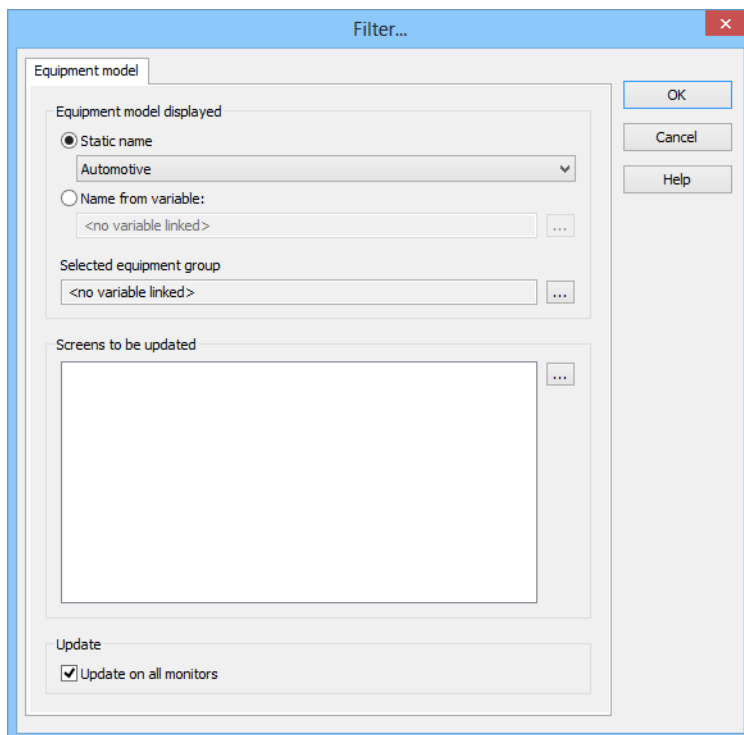 Filter...
Equipment model
Equipment model displayed
Static name
Automotive
Name from variable:
<no variable linked>
...
Selected equipment group
<no variable linked>
...
Screens to be updated
...
Update
Update on all monitors
OK
Cancel
Help